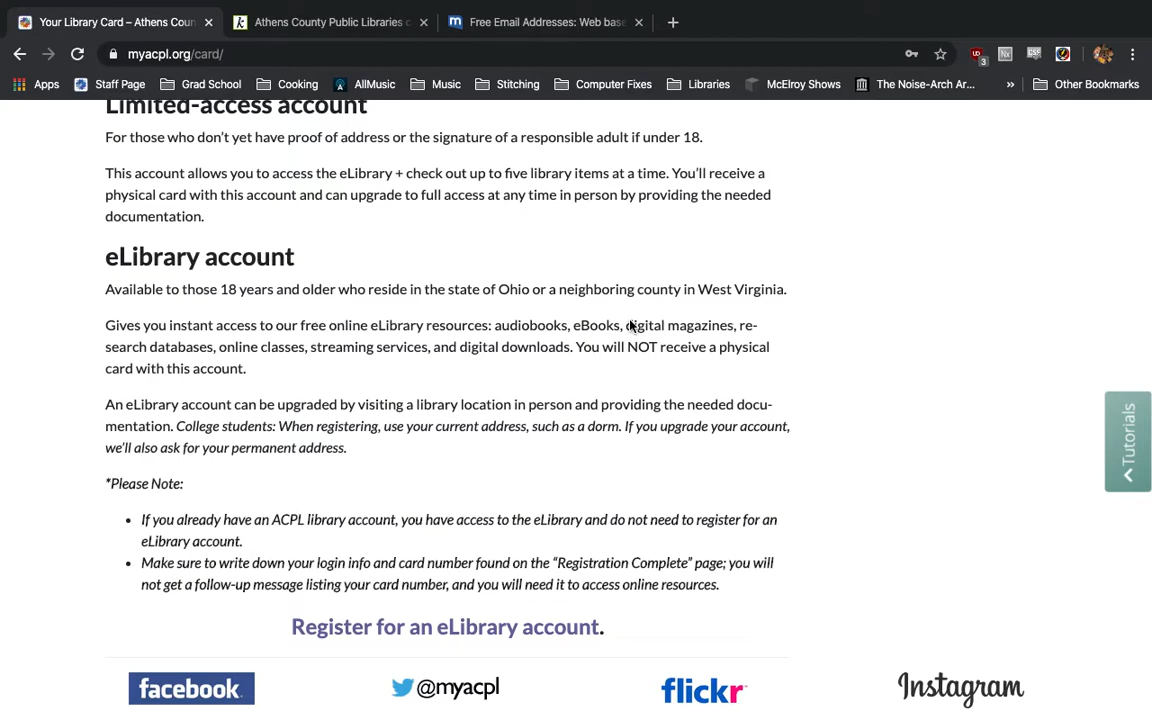 Your Library Card – Athens Coun
Athens County Public Libraries c
Free Email Addresses: Web base
myacpl.org/card/
3
Apps
Staff Page
Grad School
Cooking
AllMusic
Music
Stitching
Computer Fixes
Libraries
McElroy Shows
The Noise-Arch Ar...
»
Other Bookmarks
Limited-access account
For those who don’t yet have proof of address or the signature of a responsible adult if under 18.
This account allows you to access the eLibrary + check out up to five library items at a time. You’ll receive a
physical card with this account and can upgrade to full access at any time in person by providing the needed
documentation.
eLibrary account
Available to those 18 years and older who reside in the state of Ohio or a neighboring county in West Virginia.
Gives you instant access to our free online eLibrary resources: audiobooks, eBooks, digital magazines, re-
search databases, online classes, streaming services, and digital downloads. You will NOT receive a physical
card with this account.
An eLibrary account can be upgraded by visiting a library location in person and providing the needed docu-
mentation. College students: When registering, use your current address, such as a dorm. If you upgrade your account,
we’ll also ask for your permanent address.
*Please Note:
• If you already have an ACPL library account, you have access to the eLibrary and do not need to register for an
eLibrary account.
• Make sure to write down your login info and card number found on the “Registration Complete” page; you will
not get a follow-up message listing your card number, and you will need it to access online resources.
Register for an eLibrary account.
Tutorials
facebook
@myacpl
flickr
Instagram